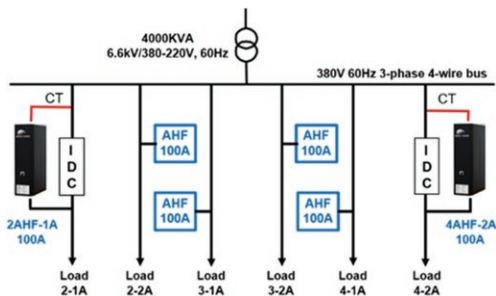 4000KVA
6.6kV/380-220V, 60Hz
380V 60Hz 3-phase 4-wire bus
CT
CT
I
D
C
AHF
100A
AHF
100A
I
D
C
AHF
100A
AHF
100A
2AHF-1A
100A
4AHF-2A
100A
Load
2-1A
Load
2-2A
Load
3-1A
Load
3-2A
Load
4-1A
Load
4-2A